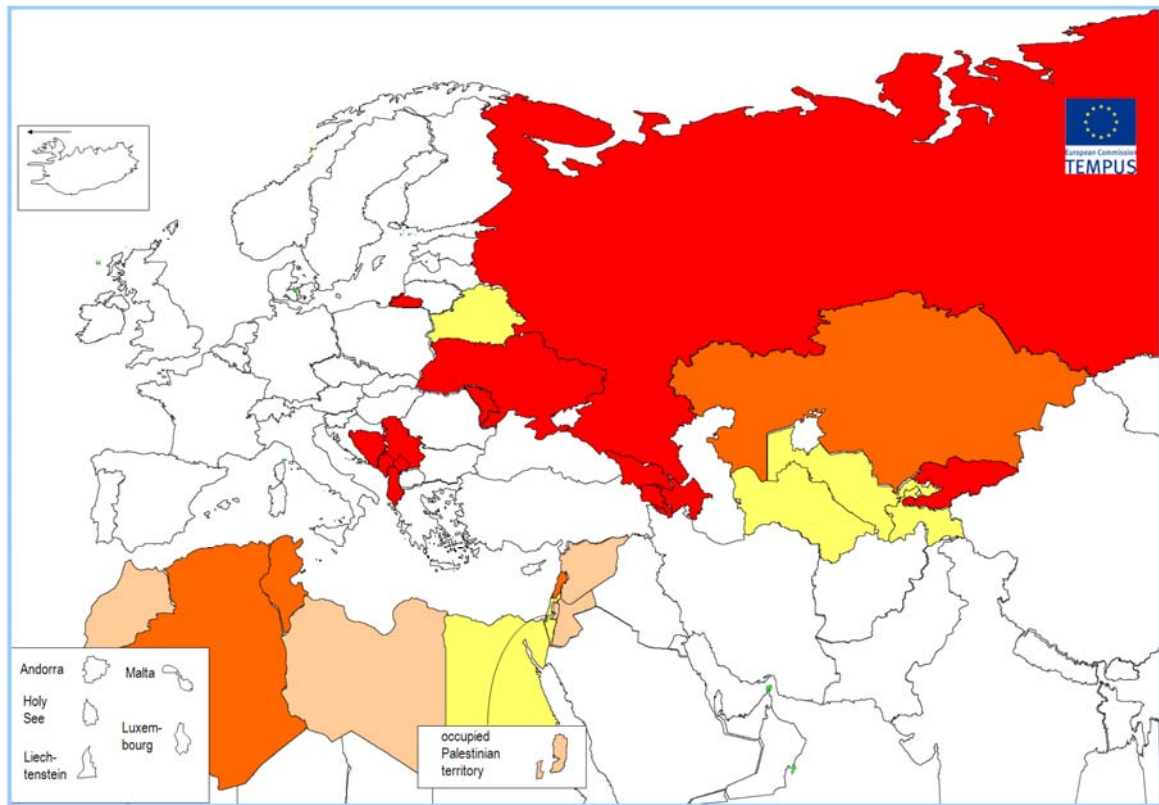 European Commission
TEMPUS
Andorra
Malta
Holy
See
Luxem-
bourg
Liech-
tenstein
occupied
Palestinian
territory